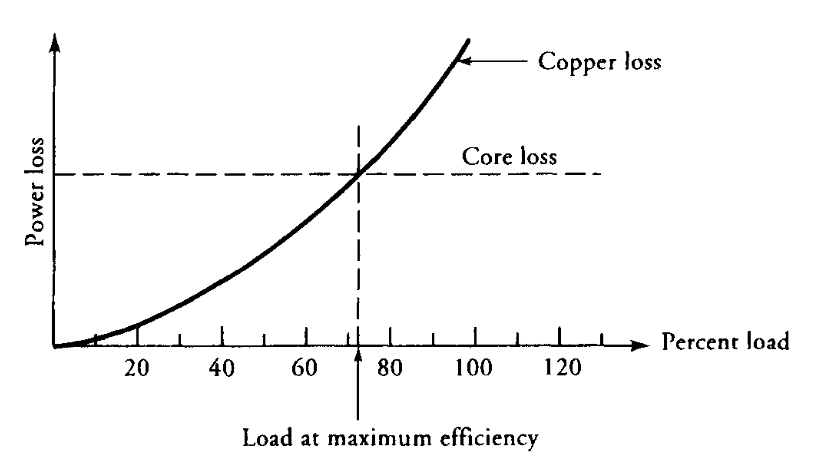 Copper loss
Core loss
Power loss
20 40 60 80 100 120
Percent load
Load at maximum efficiency